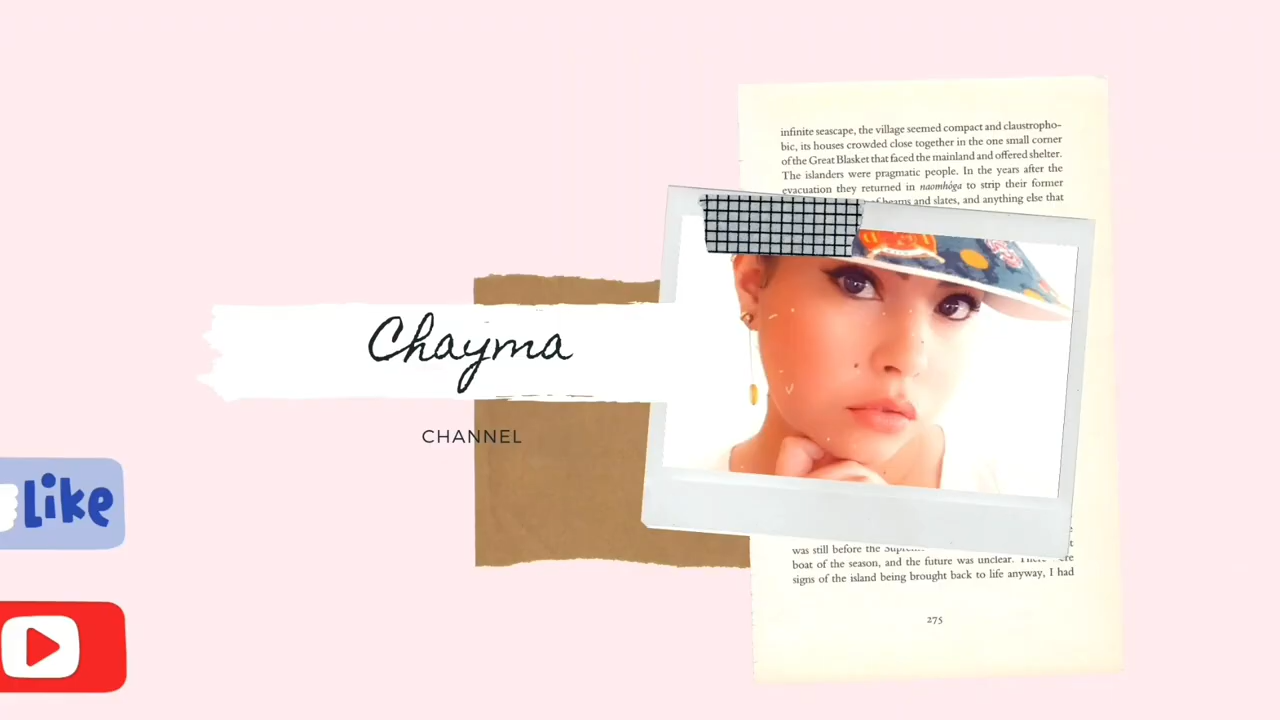 infinite seascape, the village seemed compact and claustropho-
bic, its houses crowded close together in the one small corner
of the Great Blasket that faced the mainland and offered shelter.
The islanders were pragmatic people. In the years after the
evacuation they returned in naomhóga to strip their former
of beams and slates, and anything else that
Chayma
CHANNEL
Like
was still before the
boat of the season, and the future was unclear.
signs of the island being brought back to life anyway, I had
275